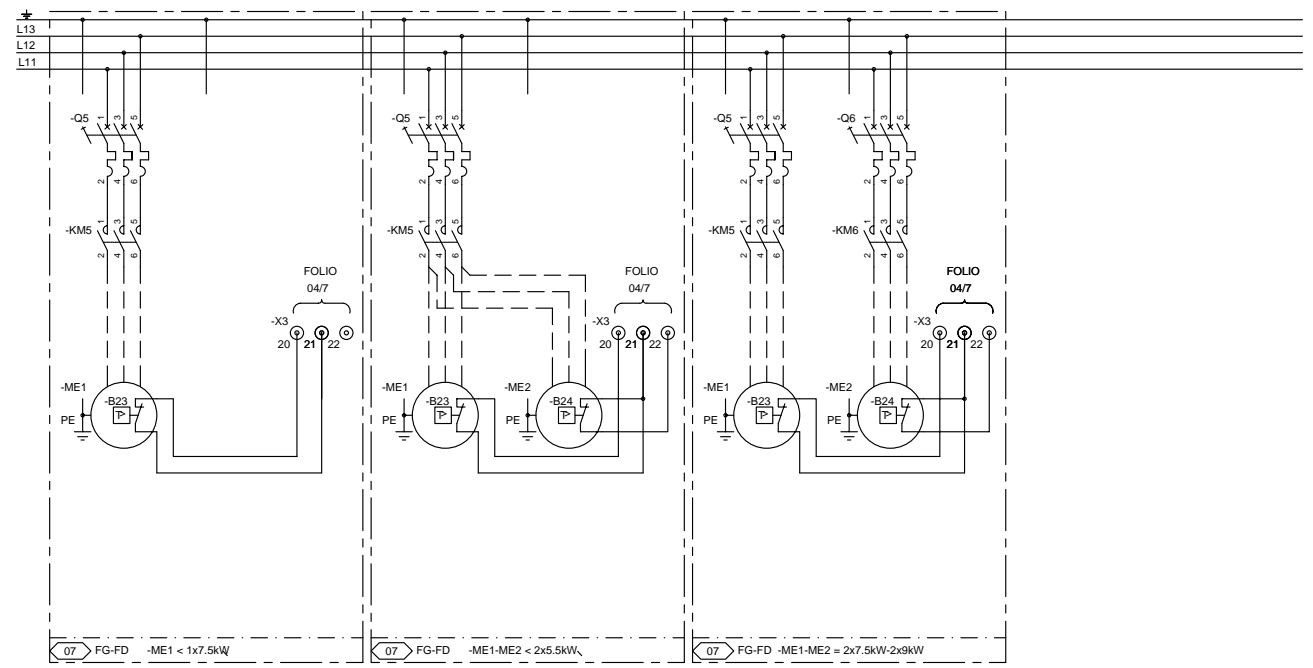 L13
L12
L11
-Q5 1 3 5
2 4 6
-KM5 1 3 5
2 4 6
FOLIO
04/7
-X3
20 21 22
-ME1
-B23
PE
07 FG-FD -ME1 < 1x7.5kW
-Q5 1 3 5
2 4 6
-KM5 1 3 5
2 4 6
FOLIO
04/7
-X3
20 21 22
-ME1 -ME2
-B23 -B24
PE PE
07 FG-FD -ME1-ME2 < 2x5.5kW
-Q5 1 3 5 -Q6 1 3 5
2 4 6 2 4 6
-KM5 1 3 5 -KM6 1 3 5
2 4 6 2 4 6
FOLIO
04/7
-X3
20 21 22
-ME1 -ME2
-B23 -B24
PE PE
07 FG-FD -ME1-ME2 = 2x7.5kW-2x9kW